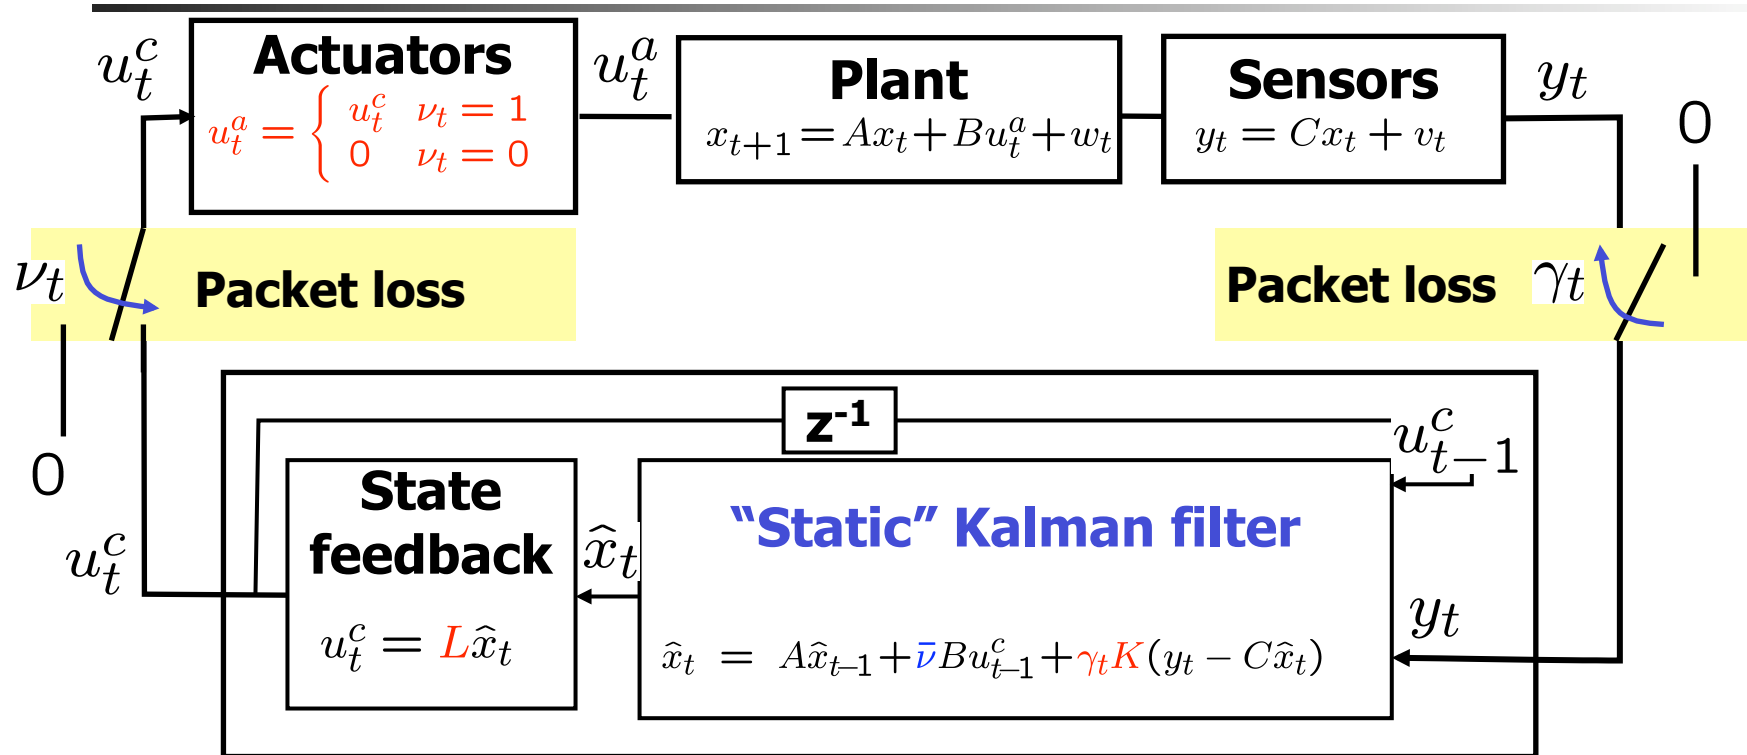 u_t^c
Actuators
u_t^a = { u_t^c ν_t = 1
0 ν_t = 0
u_t^a
Plant
x_{t+1} = Ax_t + Bu_t^a + w_t
Sensors
y_t = Cx_t + v_t
y_t
0
ν_t
Packet loss
Packet loss
γ_t
0
z^{-1}
u_{t-1}^c
State
feedback
u_t^c = Lx̂_t
u_t^c
x̂_t
“Static” Kalman filter
x̂_t = Ax̂_{t-1} + ν̄Bu_{t-1}^c + γ_tK(y_t - Cx̂_t)
y_t